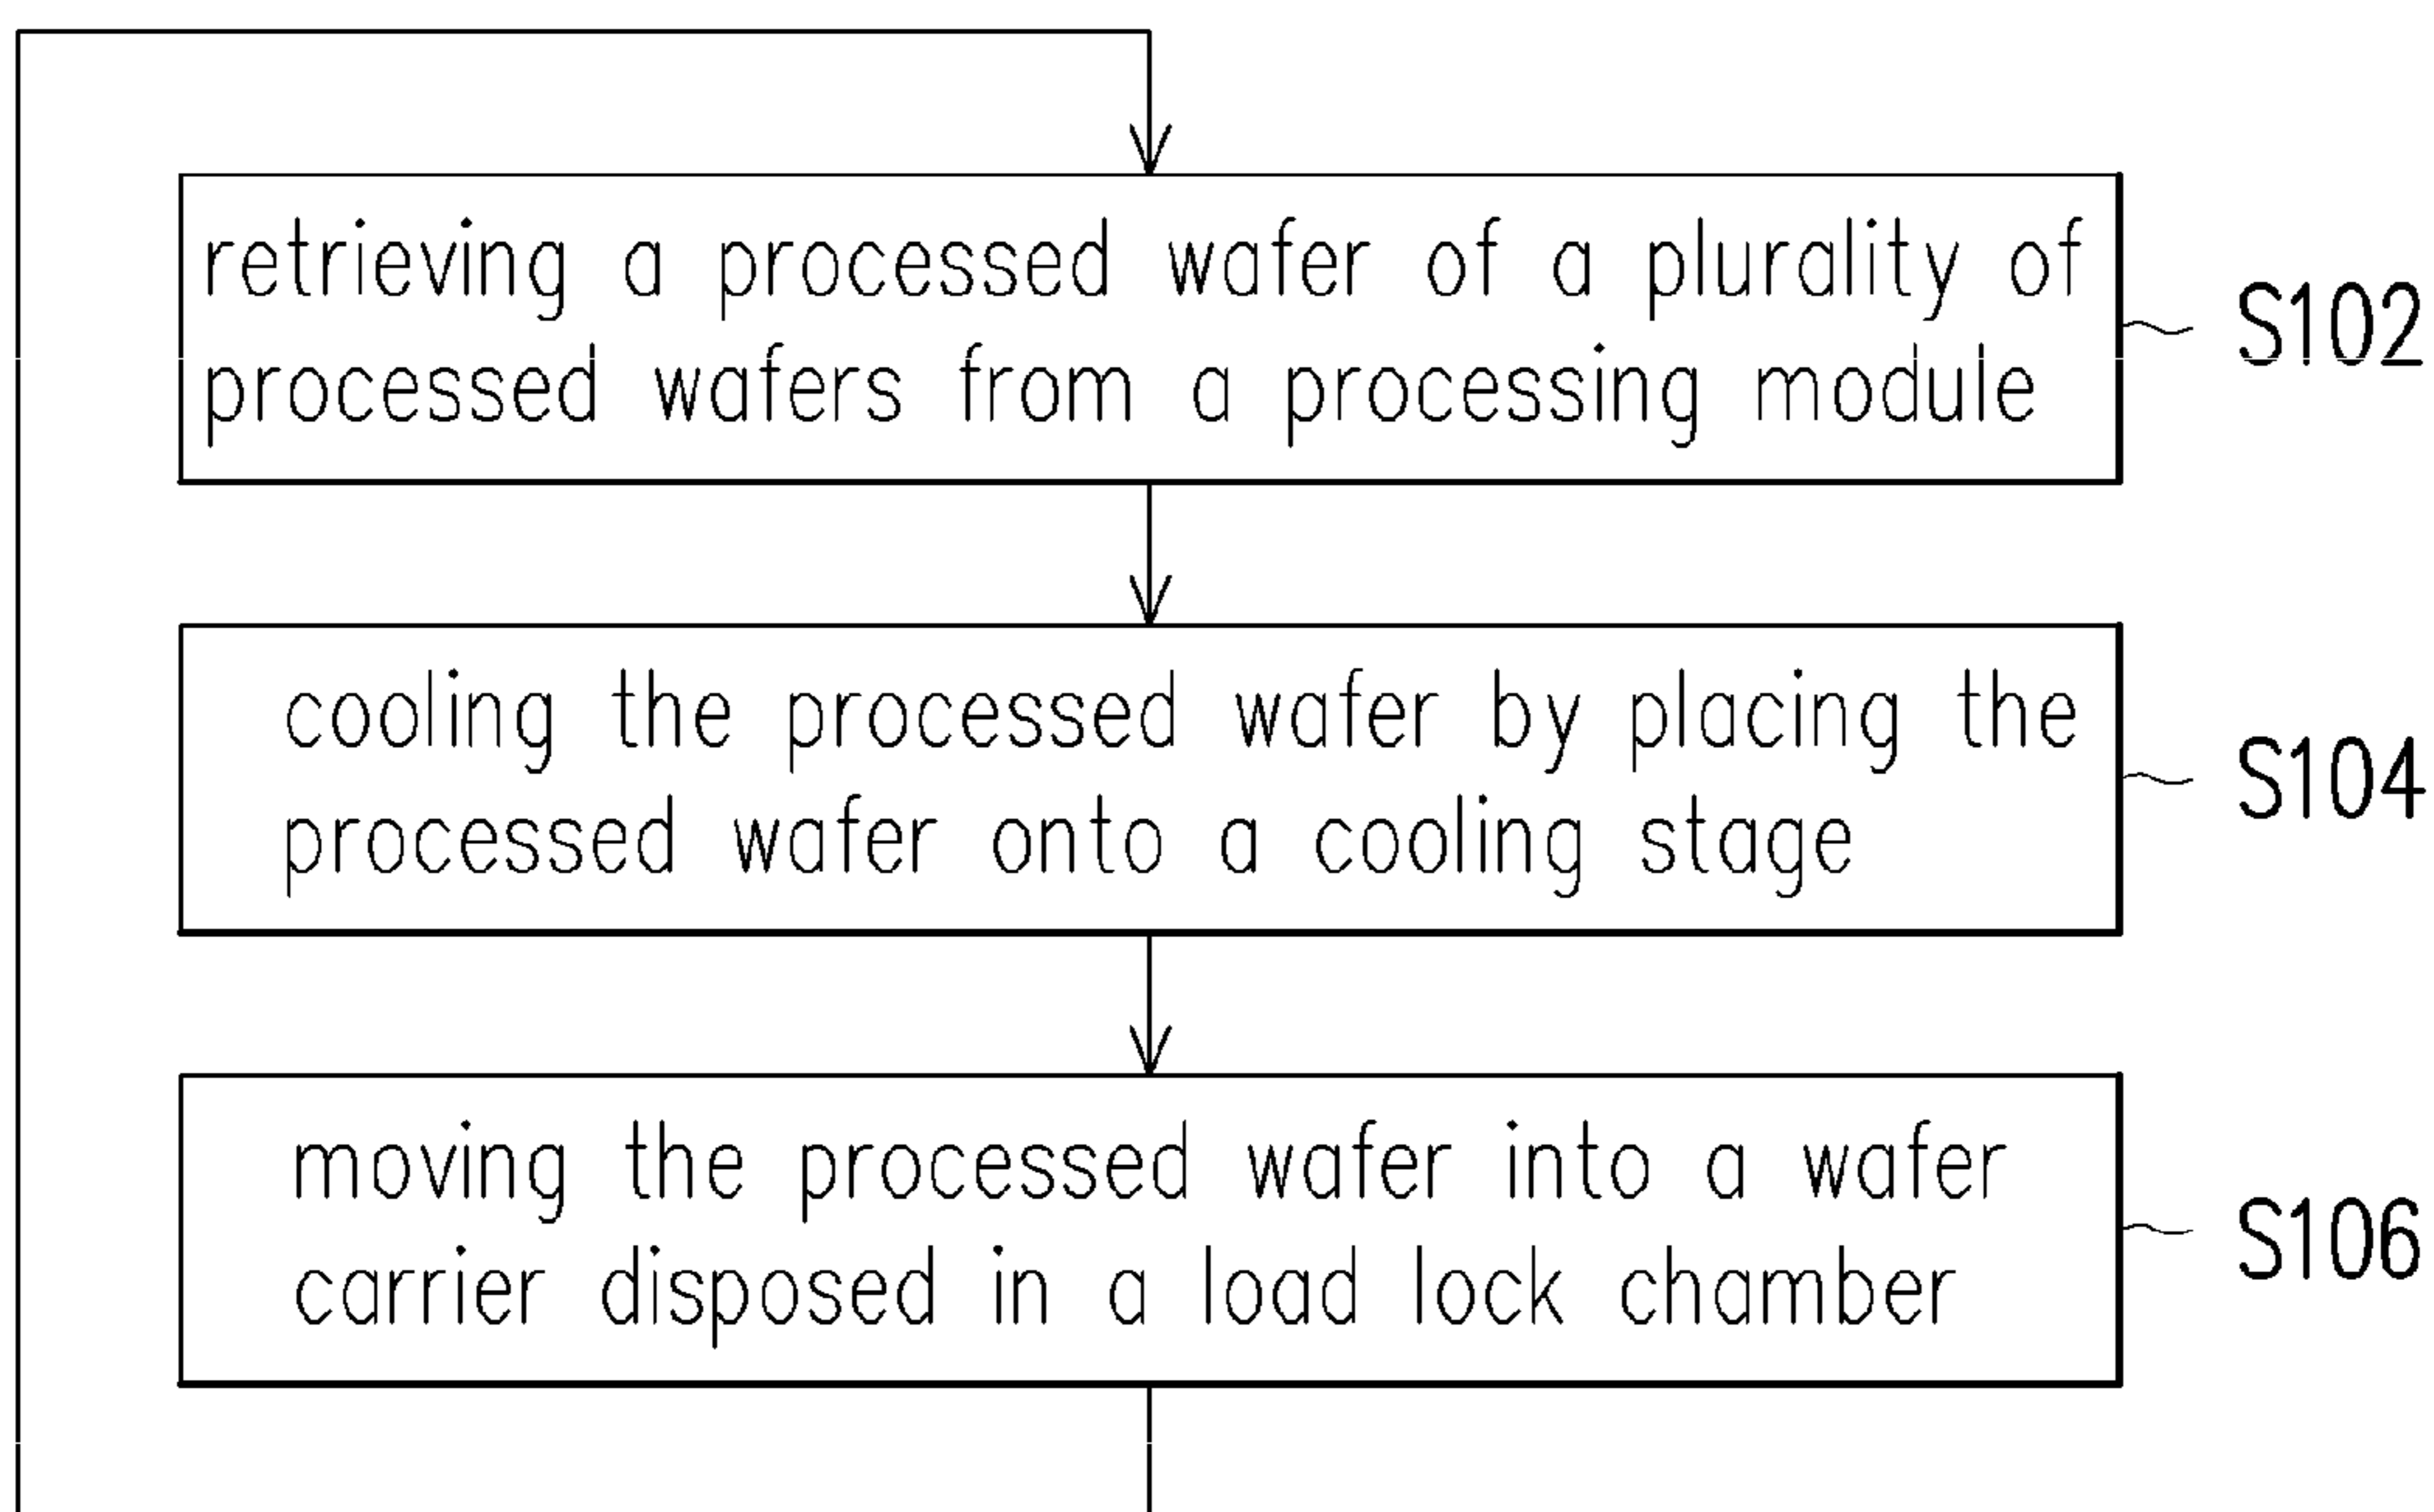 retrieving a processed wafer of a plurality of
processed wafers from a processing module
S102
cooling the processed wafer by placing the
processed wafer onto a cooling stage
S104
moving the processed wafer into a wafer
carrier disposed in a load lock chamber
S106